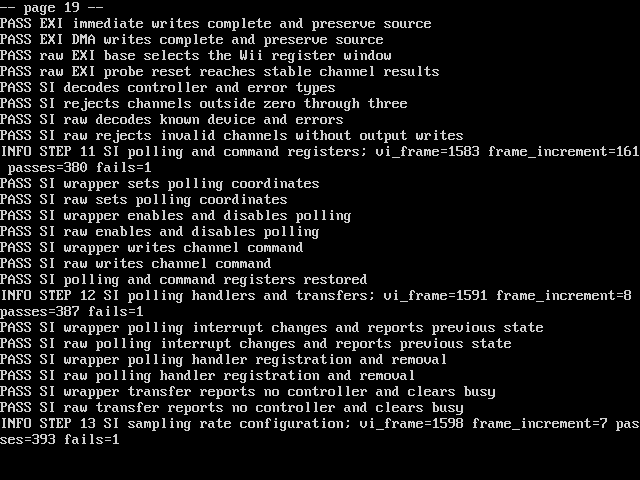 -- page 19 --
PASS EXI immediate writes complete and preserve source
PASS EXI DMA writes complete and preserve source
PASS raw EXI base selects the Wii register window
PASS raw EXI probe reset reaches stable channel results
PASS SI decodes controller and error types
PASS SI rejects channels outside zero through three
PASS SI raw decodes known device and errors
PASS SI raw rejects invalid channels without output writes
INFO STEP 11 SI polling and command registers; vi_frame=1583 frame_increment=161
 passes=380 fails=1
PASS SI wrapper sets polling coordinates
PASS SI raw sets polling coordinates
PASS SI wrapper enables and disables polling
PASS SI raw enables and disables polling
PASS SI wrapper writes channel command
PASS SI raw writes channel command
PASS SI polling and command registers restored
INFO STEP 12 SI polling handlers and transfers; vi_frame=1591 frame_increment=8
passes=387 fails=1
PASS SI wrapper polling interrupt changes and reports previous state
PASS SI raw polling interrupt changes and reports previous state
PASS SI wrapper polling handler registration and removal
PASS SI raw polling handler registration and removal
PASS SI wrapper transfer reports no controller and clears busy
PASS SI raw transfer reports no controller and clears busy
INFO STEP 13 SI sampling rate configuration; vi_frame=1598 frame_increment=7 pas
ses=393 fails=1